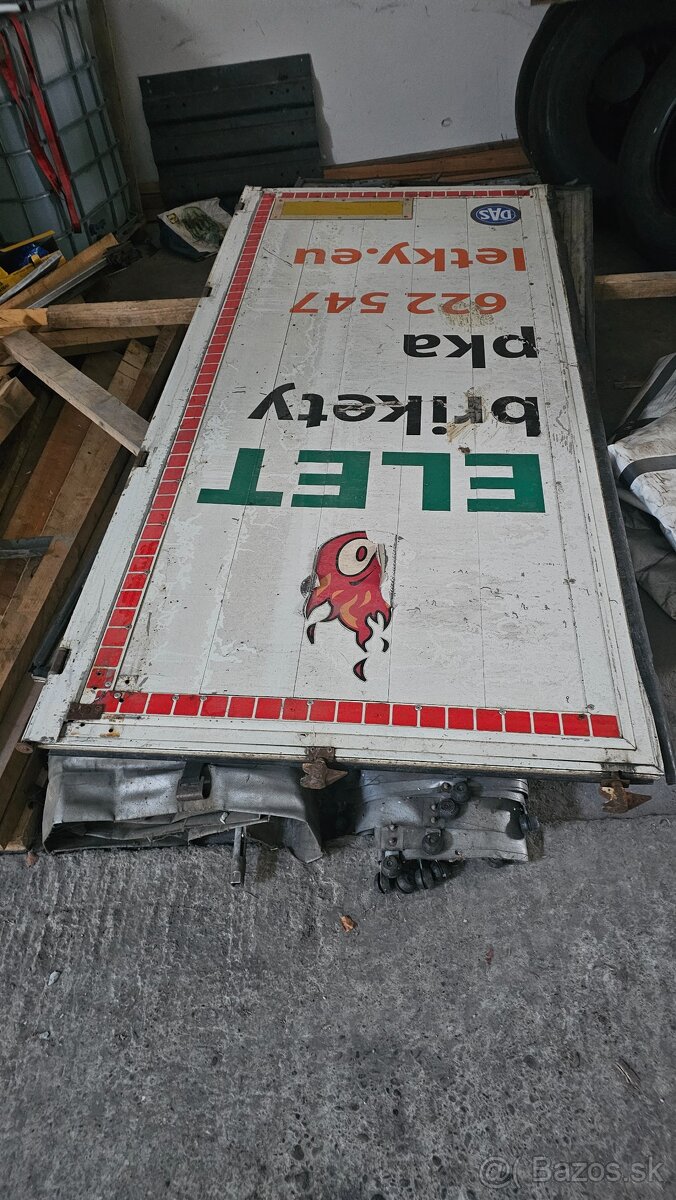 ELET
brikety
pka
622 547
letky.eu
DAS
© Bazos.sk